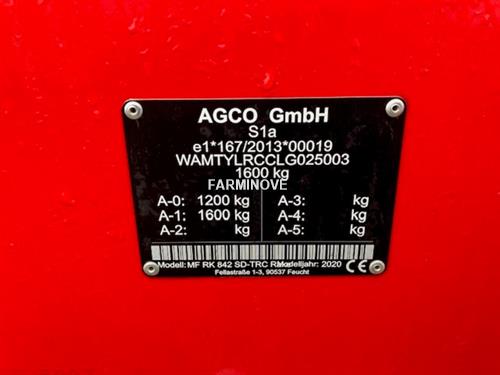 AGCO GmbH
S1a
e1*167/2013*00019
WAMTYLRCCLG025003
1600 kg
FARMINOVE
A-0: 1200 kg A-3: kg
A-1: 1600 kg A-4: kg
A-2: kg A-5: kg
Modell: MF RK 842 SD-TRC Modelljahr: 2020 CE
Fellastraße 1-3, 90537 Feucht